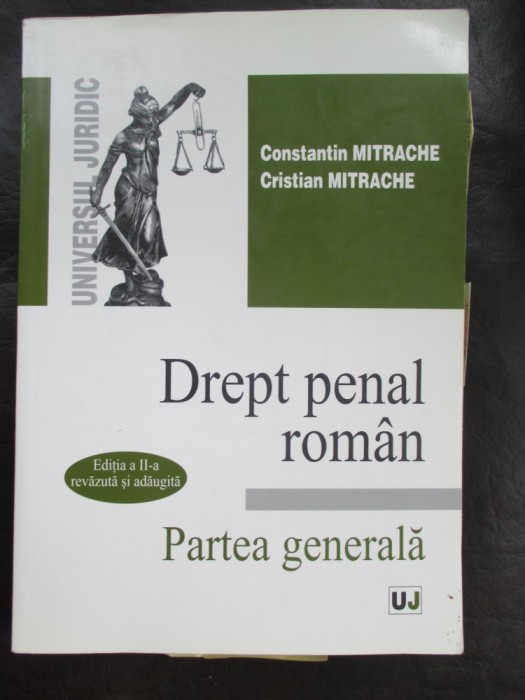 UNIVERSUL JURIDIC
Constantin MITRACHE
Cristian MITRACHE
Drept penal
român
Ediția a II-a
revăzută și adăugită
Partea generală
UJ